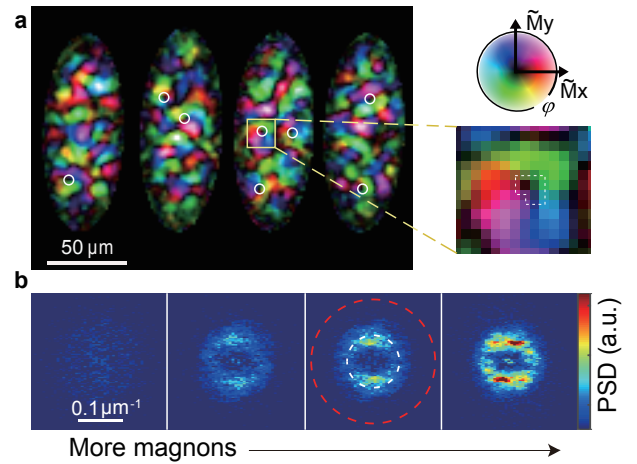 a
M̃y
M̃x
φ
50 μm
b
PSD (a.u.)
0.1μm⁻¹
More magnons